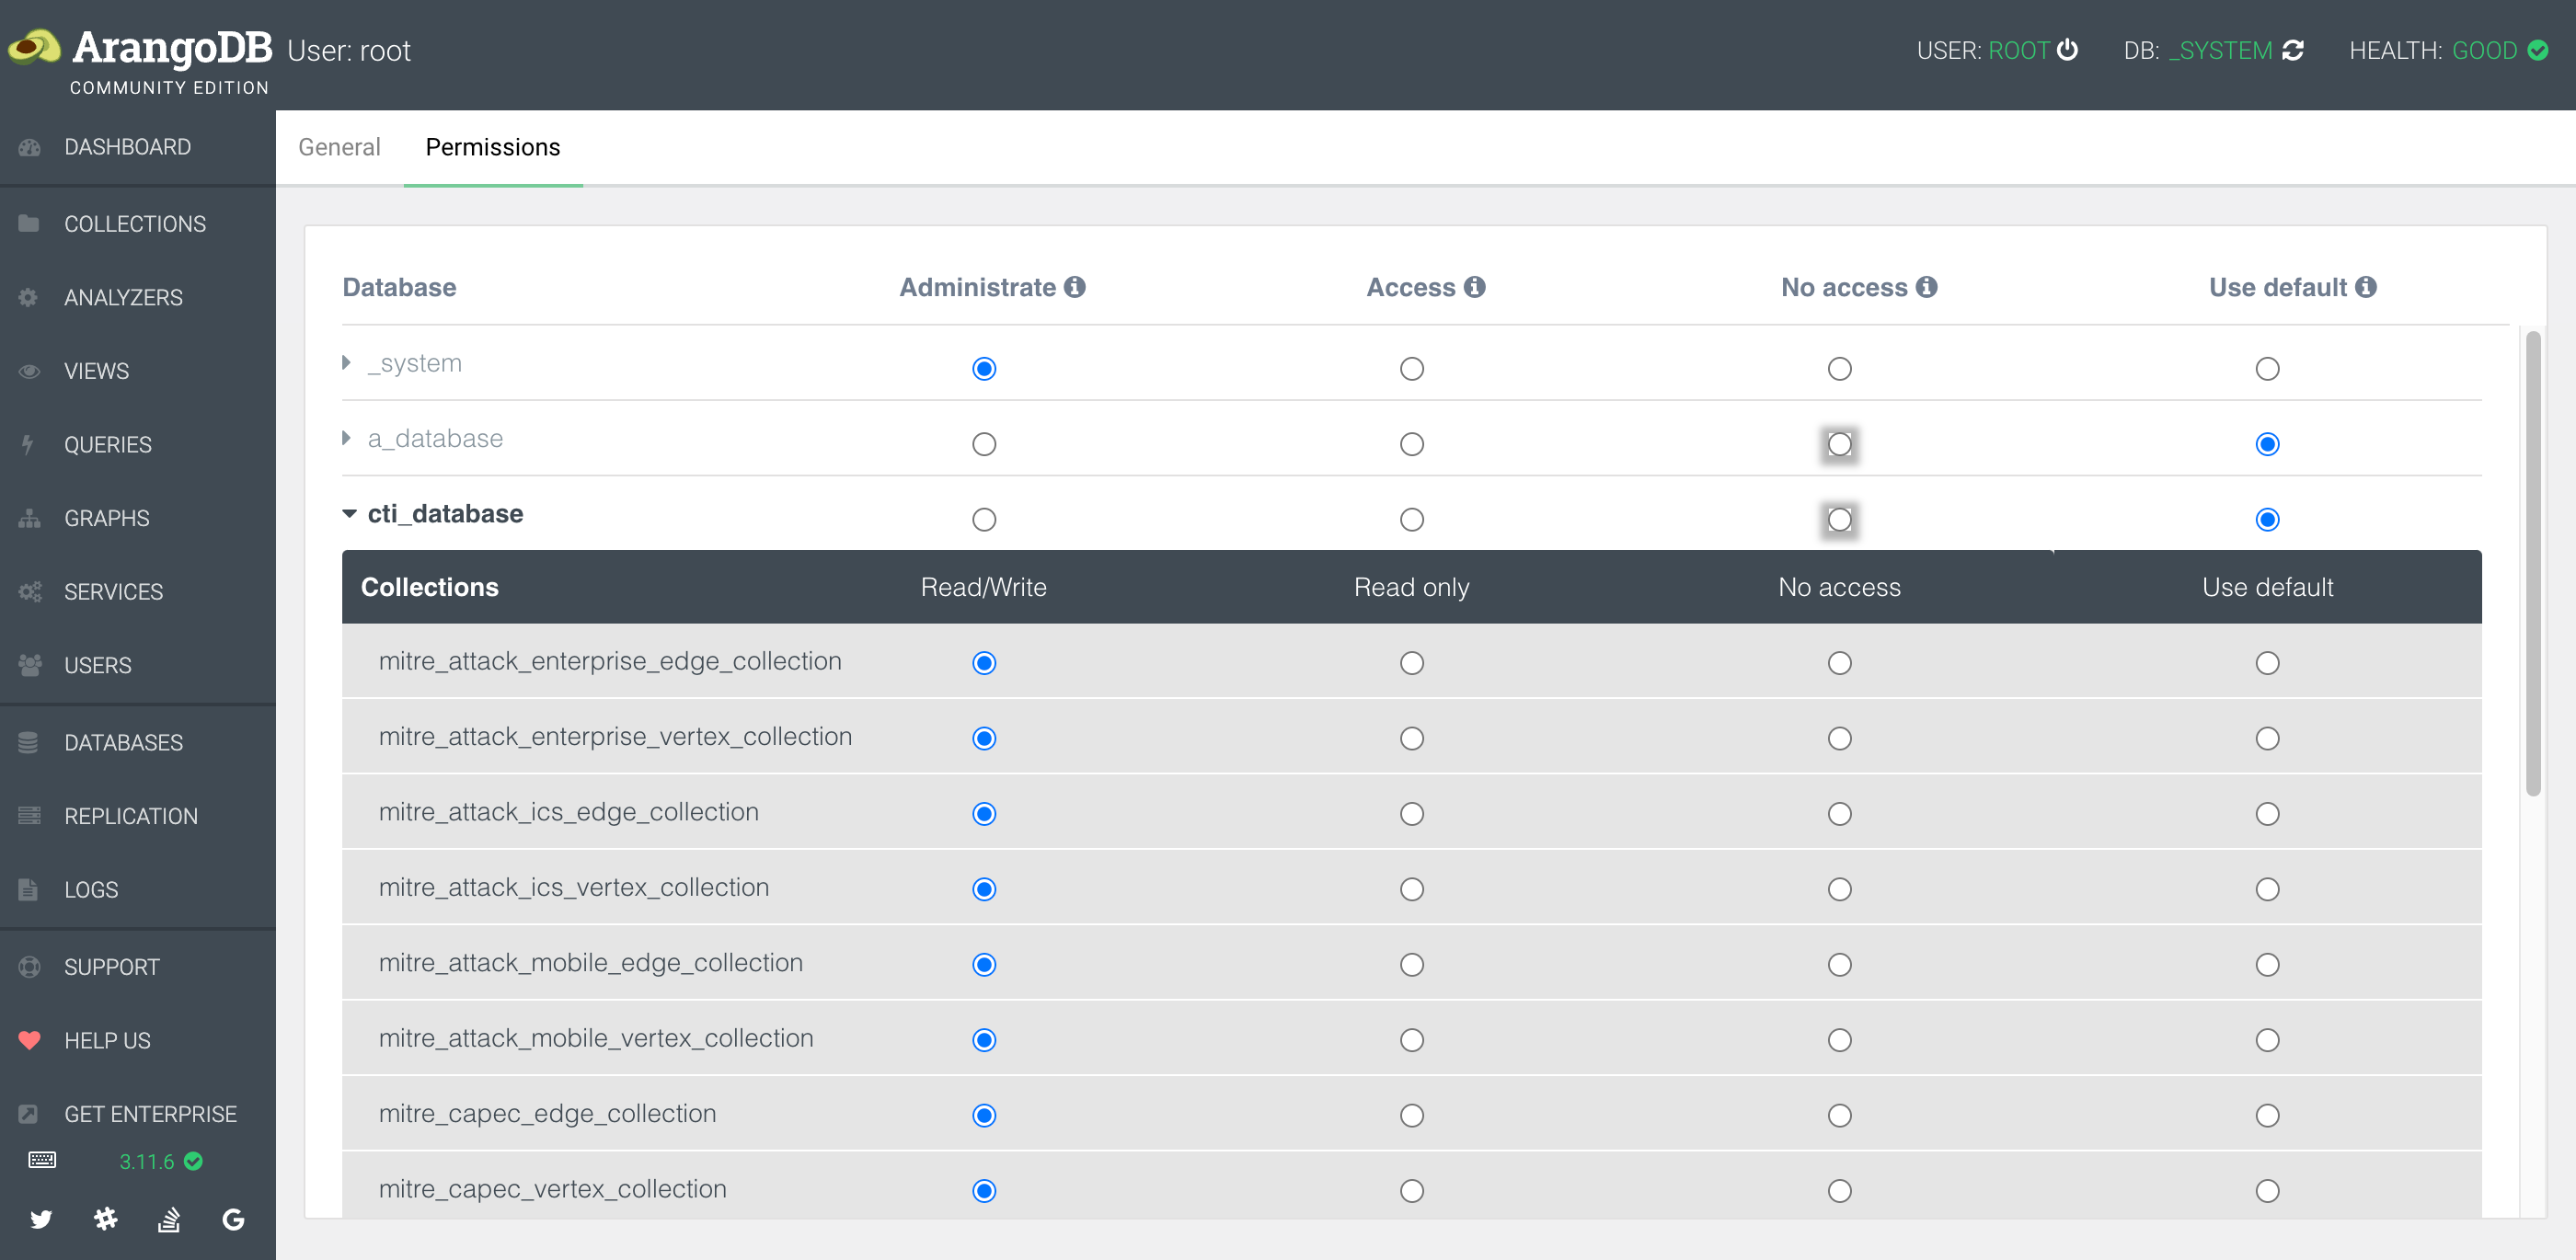 ArangoDB
COMMUNITY EDITION
User: root
USER: ROOT
DB: _SYSTEM
HEALTH: GOOD
DASHBOARD
COLLECTIONS
ANALYZERS
VIEWS
QUERIES
GRAPHS
SERVICES
USERS
DATABASES
REPLICATION
LOGS
SUPPORT
HELP US
GET ENTERPRISE
3.11.6
General Permissions
Database Administrate Access No access Use default
_system
a_database
cti_database
Collections Read/Write Read only No access Use default
mitre_attack_enterprise_edge_collection
mitre_attack_enterprise_vertex_collection
mitre_attack_ics_edge_collection
mitre_attack_ics_vertex_collection
mitre_attack_mobile_edge_collection
mitre_attack_mobile_vertex_collection
mitre_capec_edge_collection
mitre_capec_vertex_collection